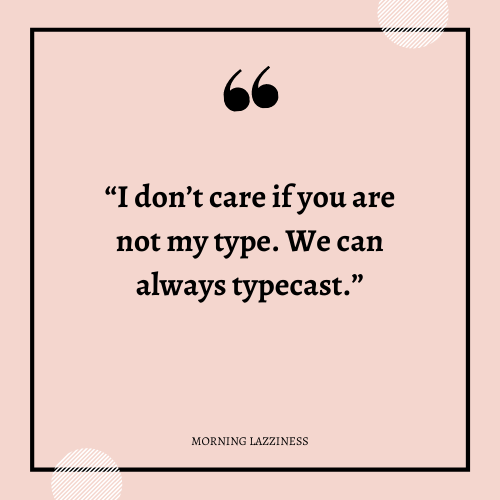 “I don’t care if you are
not my type. We can
always typecast.”
MORNING LAZZINESS